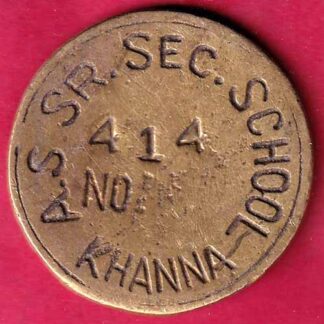 A.S SR. SEC. SCHOOL
414
NO.
KHANNA